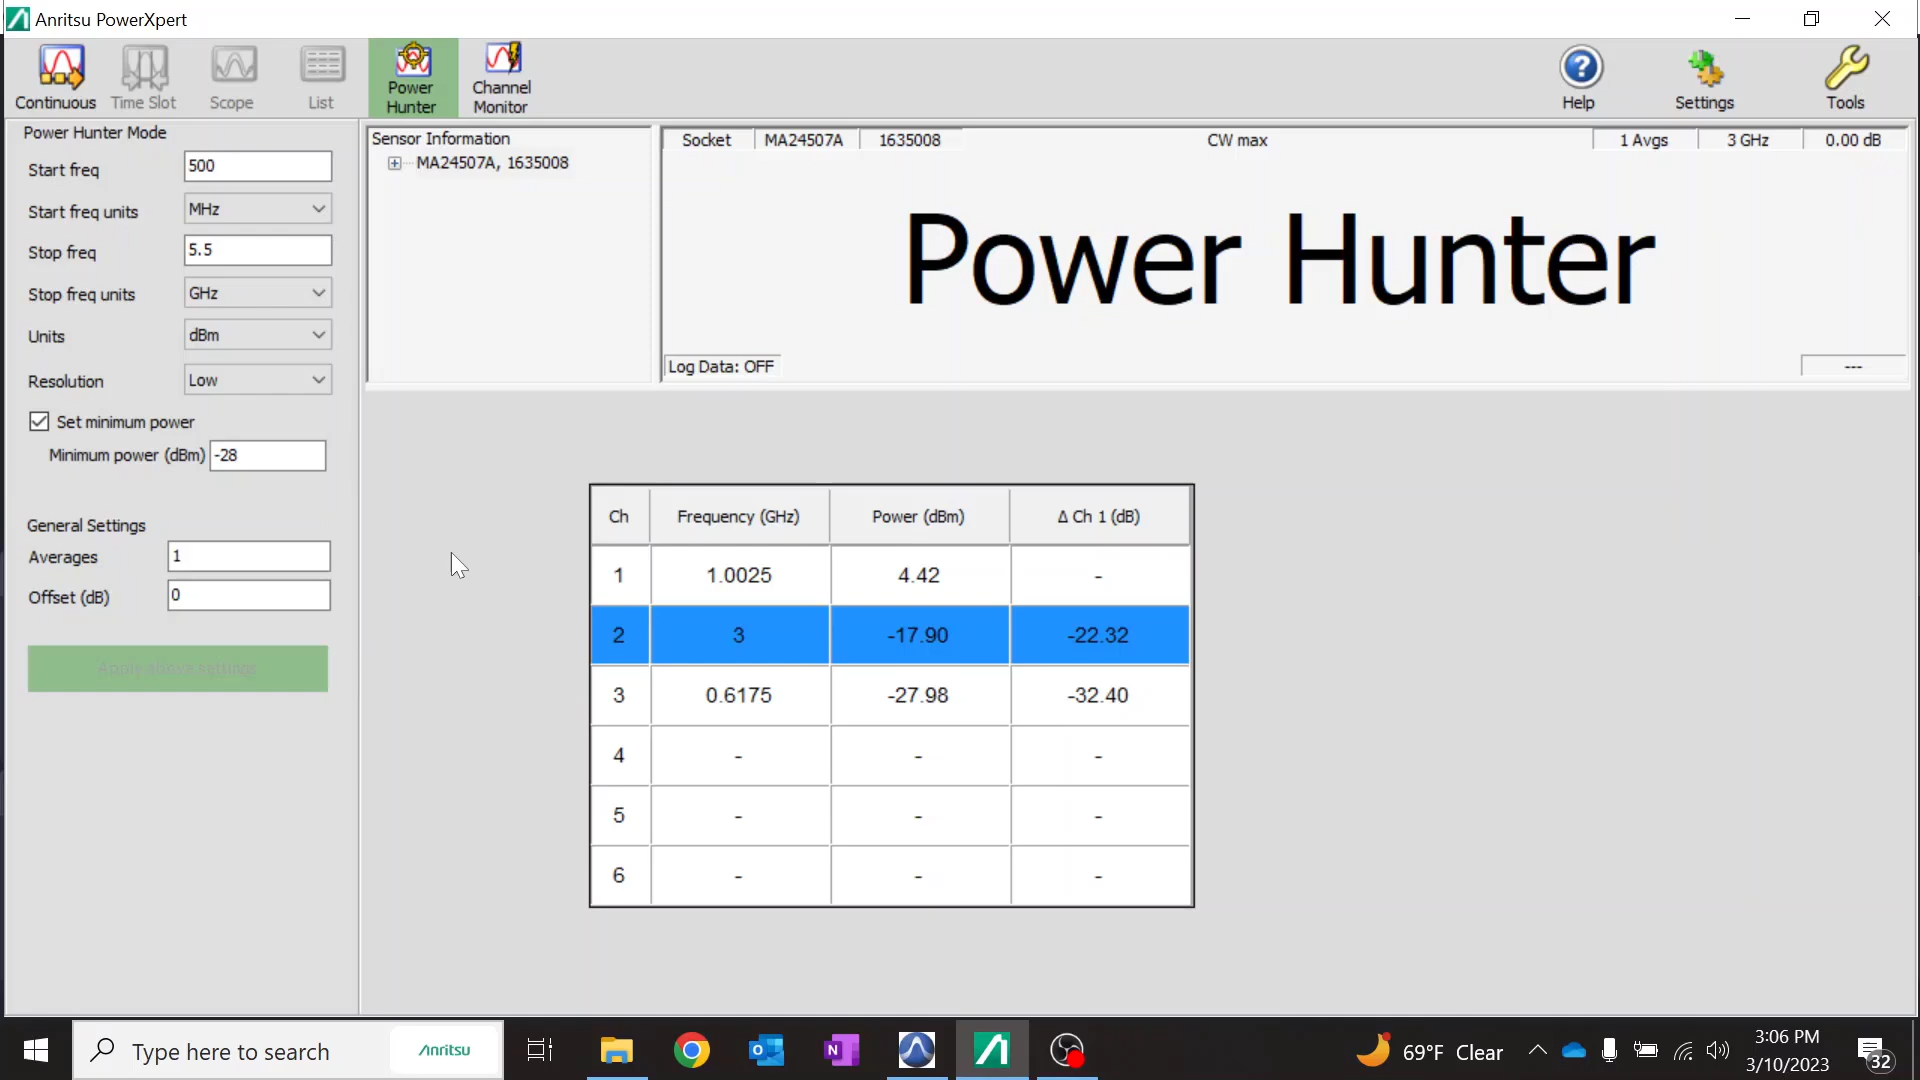 Anritsu PowerXpert
Continuous
Time Slot
Scope
List
Power
Hunter
Channel
Monitor
Help
Settings
Tools
Power Hunter Mode
Start freq 500
Start freq units MHz
Stop freq 5.5
Stop freq units GHz
Units dBm
Resolution Low
Set minimum power
Minimum power (dBm) -28
General Settings
Averages 1
Offset (dB) 0
Apply above settings
Sensor Information
MA24507A, 1635008
Socket MA24507A 1635008 CW max 1 Avgs 3 GHz 0.00 dB
Power Hunter
Log Data: OFF ---
Ch Frequency (GHz) Power (dBm) Δ Ch 1 (dB)
1 1.0025 4.42 -
2 3 -17.90 -22.32
3 0.6175 -27.98 -32.40
4 - - -
5 - - -
6 - - -
Type here to search
Anritsu
69°F Clear
3:06 PM
3/10/2023
32